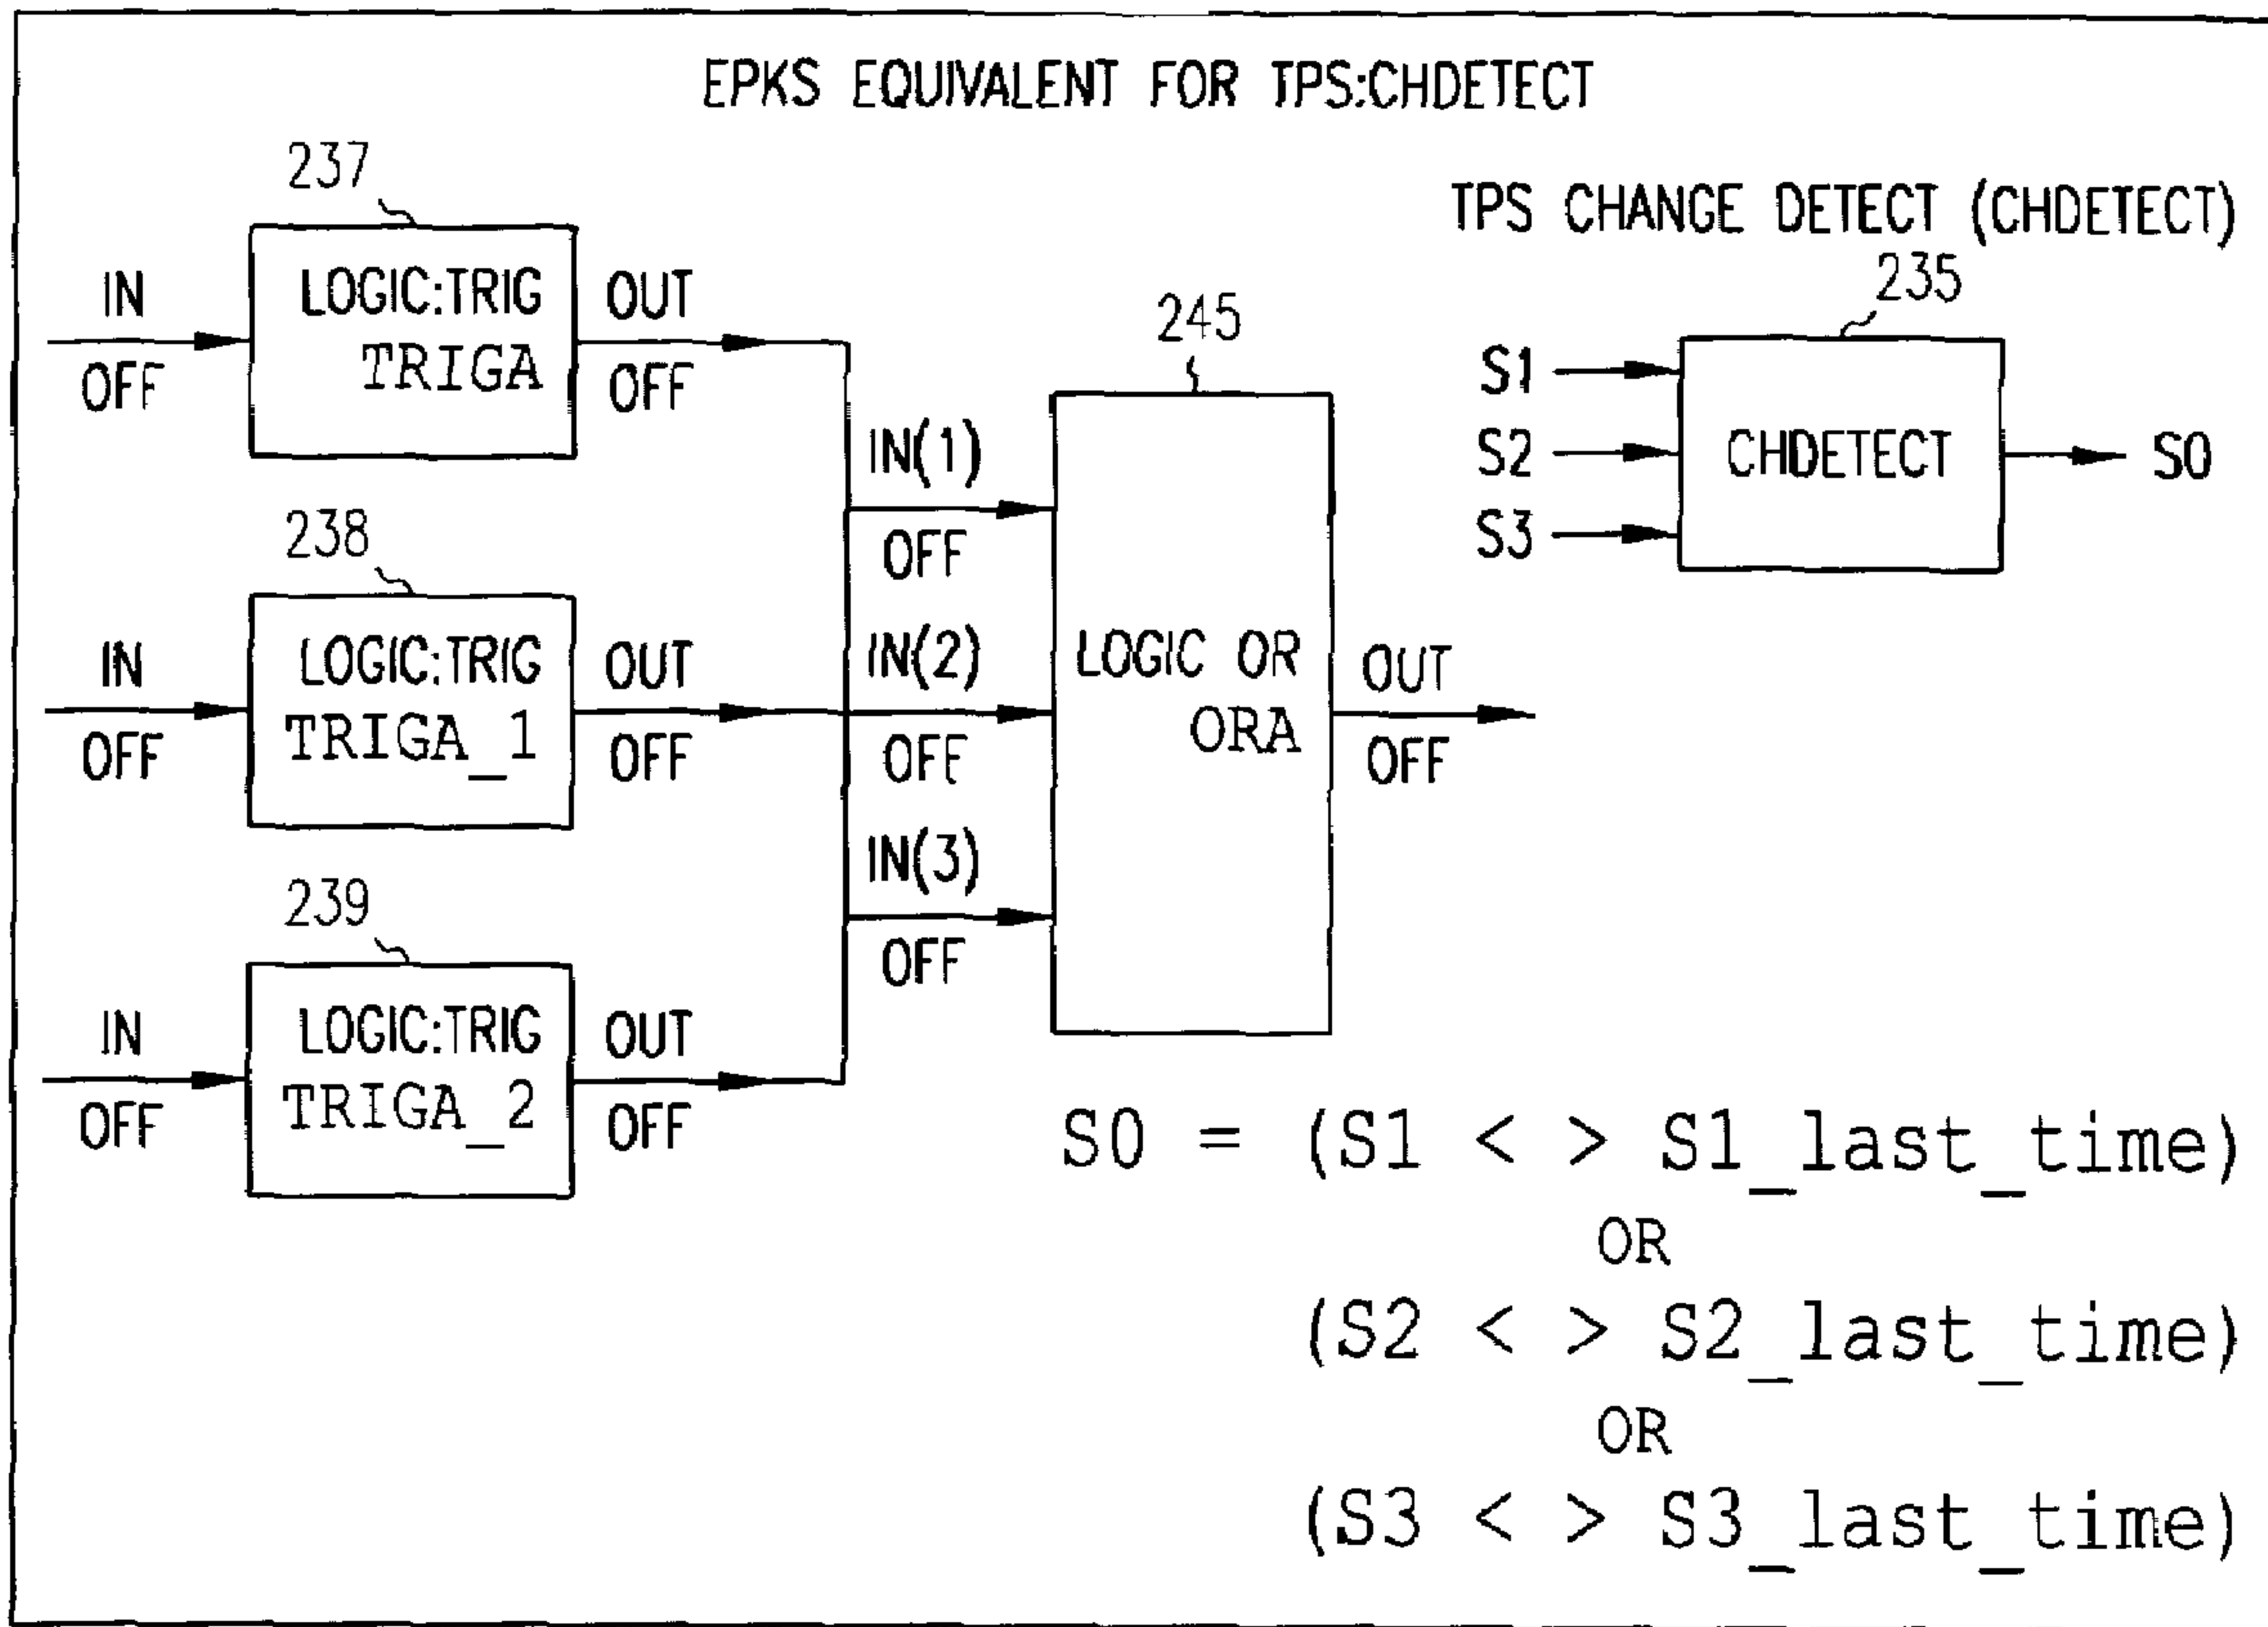 EPKS EQUIVALENT FOR TPS:CHDETECT
237
IN
OFF
LOGIC:TRIG
TRIGA
OUT
OFF
238
IN
OFF
LOGIC:TRIG
TRIGA_1
OUT
OFF
239
IN
OFF
LOGIC:TRIG
TRIGA_2
OUT
OFF
IN(1)
OFF
IN(2)
OFF
IN(3)
OFF
245
LOGIC OR
ORA
OUT
OFF
TPS CHANGE DETECT (CHDETECT)
235
S1
S2
S3
CHDETECT
S0
S0 = (S1 < > S1_last_time)
OR
(S2 < > S2_last_time)
OR
(S3 < > S3_last_time)